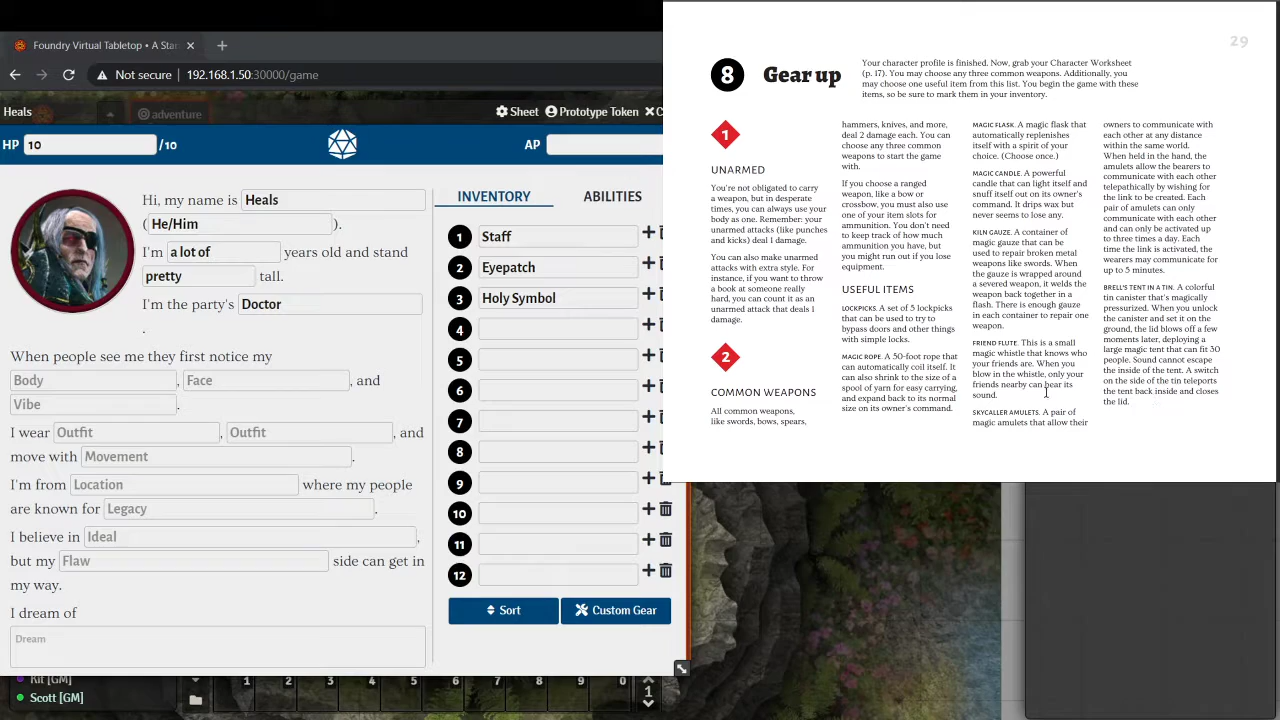 Foundry Virtual Tabletop • A Sta
Secure | 192.168.50.50:30000/game
adventure
Heals
Sheet
Prototype Token
HP
10
/10
AP
Hi, my name is Heals
He/Him
I'm a lot of years old and stand
pretty tall.
I'm a/an Doctor
.
When people see me they first notice my
Body, Face, and
Vibe.
I wear Outfit, Outfit, and
move with Movement.
I'm from Location where my people
are known for Legacy.
I believe in Ideal,
but my Flaw side can get in
my way.
I dream of
Dream
INVENTORY
ABILITIES
1 Staff
2 Eyepatch
3 Holy Symbol
4
5
6
7
8
9
10
11
12
Sort
Custom Gear
Scott [GM]
6 7 8 9 0
1
29
8 Gear up
Your character profile is finished. Now, grab your Character Worksheet
(p. 17). You may choose any three common weapons. Additionally, you
may choose one useful item from this list. You begin the game with these
items, so be sure to mark them in your inventory.
1
UNARMED
You're not obligated to carry
a weapon, but in desperate
times, you can always use your
body as one. Remember: your
unarmed attacks (like punches
and kicks) deal 1 damage.
You can also make unarmed
attacks with extra style. For
instance, if you want to throw
a book at someone really
hard, you can count it as an
unarmed attack that deals 1
damage.
2
COMMON WEAPONS
All common weapons,
like swords, bows, spears,
hammers, knives, and more,
deal 2 damage each. You can
choose any three common
weapons to start the game
with.
If you choose a ranged
weapon, like a bow or
crossbow, you must also use
one of your item slots for
ammunition. You don't need
to keep track of how much
ammunition you have, but
you might run out if you lose
equipment.
USEFUL ITEMS
LOCKPICKS. A set of 5 lockpicks
that can be used to try to
bypass doors and other things
with simple locks.
MAGIC ROPE. A 50-foot rope that
can automatically coil itself. It
can also shrink to the size of a
spool of yarn for easy carrying,
and expand back to its normal
size on its owner's command.
MAGIC FLASK. A magic flask that
automatically replenishes
itself with a spirit of your
choice. (Choose once.)
MAGIC CANDLE. A powerful
candle that can light itself and
snuff itself out on its owner's
command. It drips wax but
never seems to lose any.
KILN GAUZE. A container of
magic gauze that can be
used to repair broken metal
weapons like swords. When
the gauze is wrapped around
a severed weapon, it welds the
weapon back together in a
flash. There is enough gauze
in each container to repair one
weapon.
FRIEND FLUTE. This is a small
magic whistle that knows who
your friends are. When you
blow in the whistle, only your
friends nearby can hear its
sound.
SKYCALLER AMULETS. A pair of
magic amulets that allow their
owners to communicate with
each other at any distance
within the same world.
When held in the hand, the
amulets allow the bearers to
communicate with each other
telepathically by wishing for
the link to be created. Each
pair of amulets can only
communicate with each other
and can only be activated up
to three times a day. Each
time the link is activated, the
wearers may communicate for
up to 5 minutes.
BRELL'S TENT IN A TIN. A colorful
tin canister that's magically
pressurized. When you unlock
the canister and set it on the
ground, the lid blows off a few
moments later, deploying a
large magic tent that can fit 30
people. Sound cannot escape
the inside of the tent. A switch
on the side of the tin teleports
the tent back inside and closes
the lid.